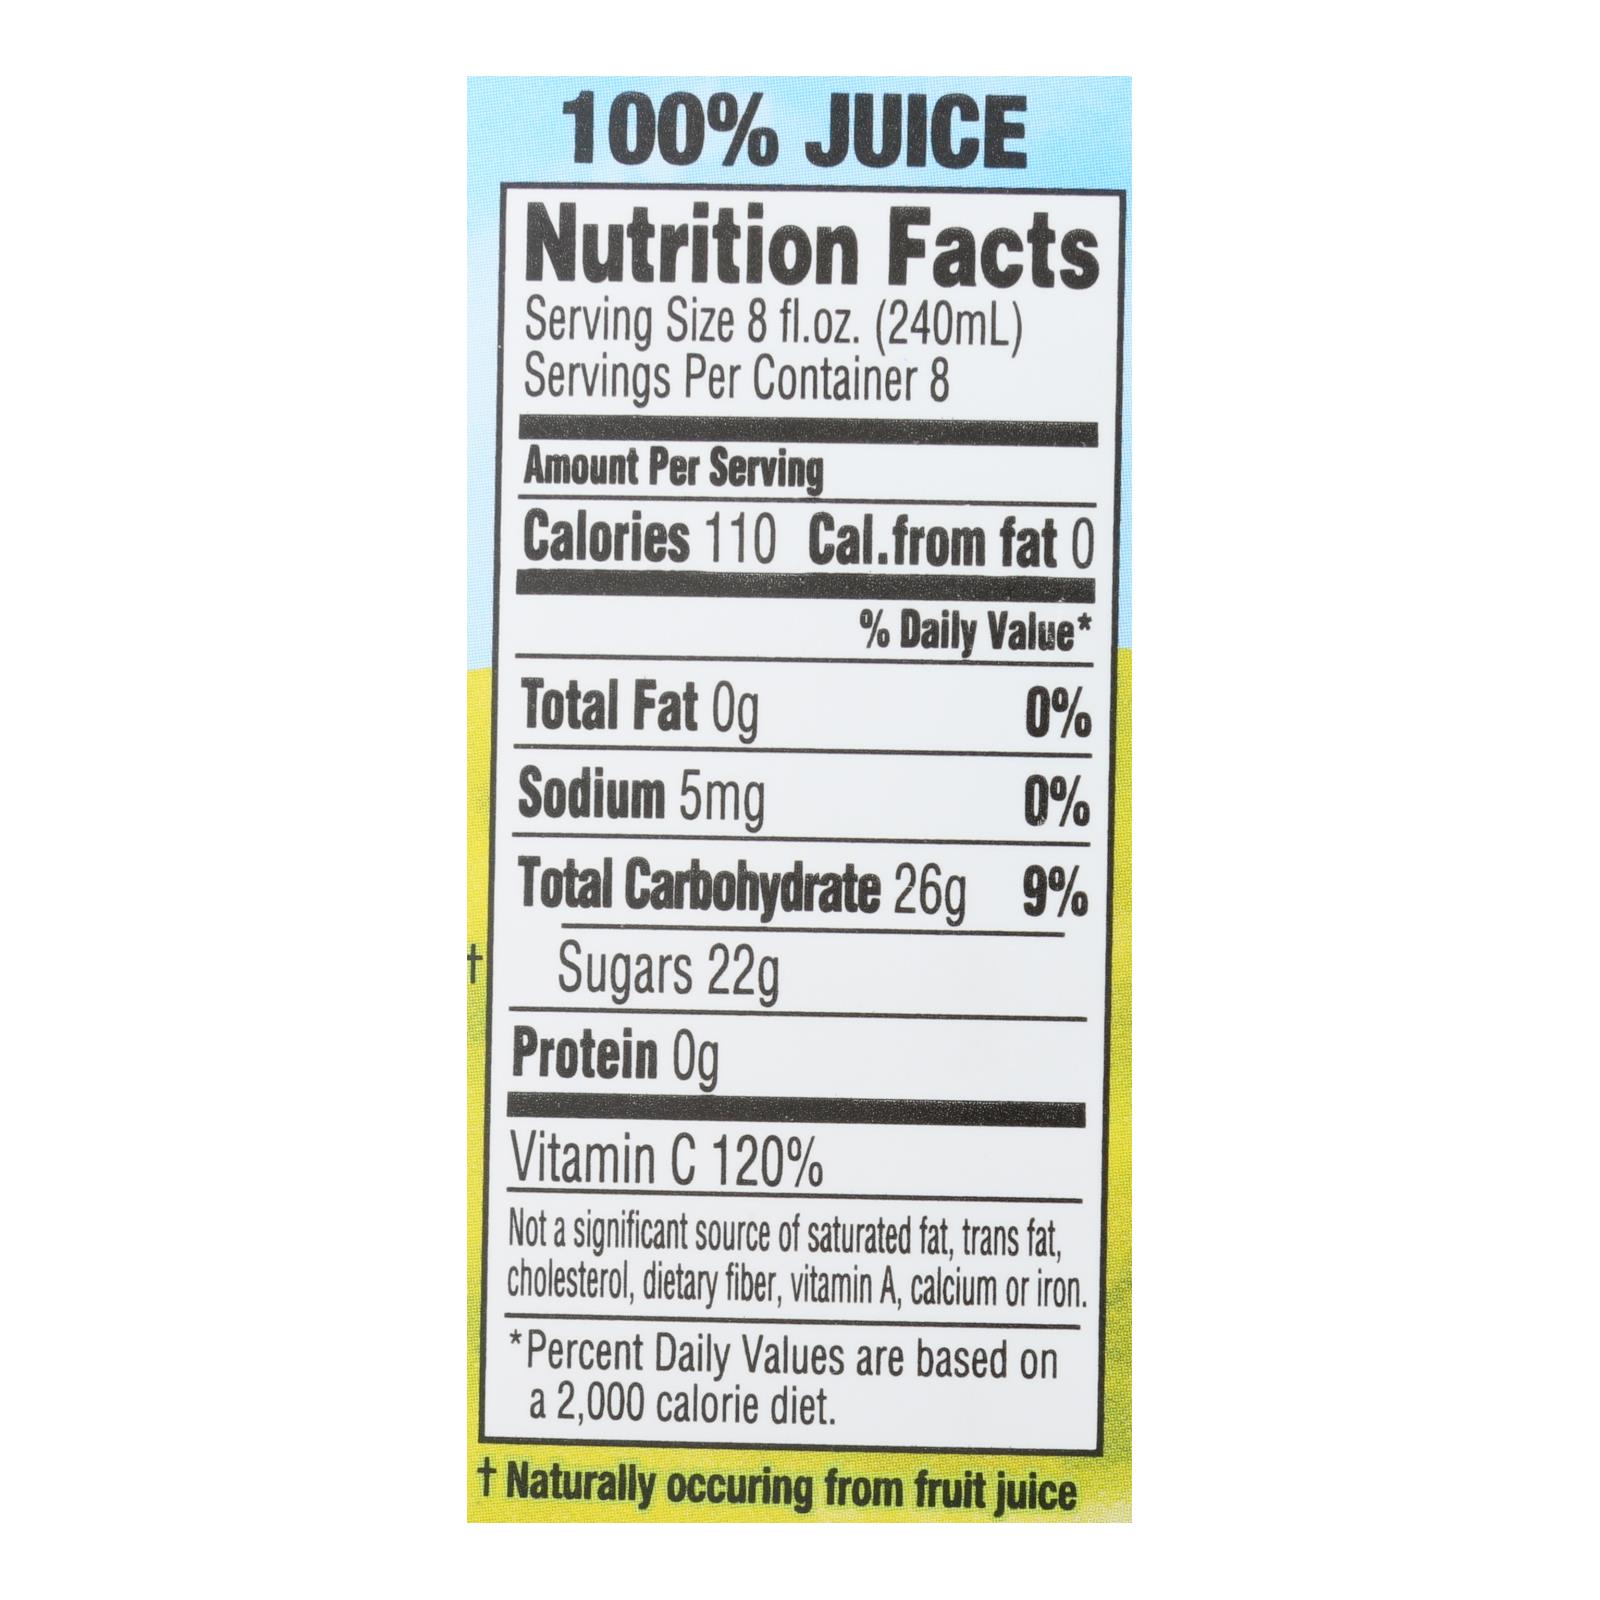 100% JUICE
Nutrition Facts
Serving Size 8 fl.oz. (240mL)
Servings Per Container 8
Amount Per Serving
Calories 110 Cal.from fat 0
% Daily Value*
Total Fat 0g 0%
Sodium 5mg 0%
Total Carbohydrate 26g 9%
† Sugars 22g
Protein 0g
Vitamin C 120%
Not a significant source of saturated fat, trans fat,
cholesterol, dietary fiber, vitamin A, calcium or iron.
*Percent Daily Values are based on
a 2,000 calorie diet.
† Naturally occuring from fruit juice